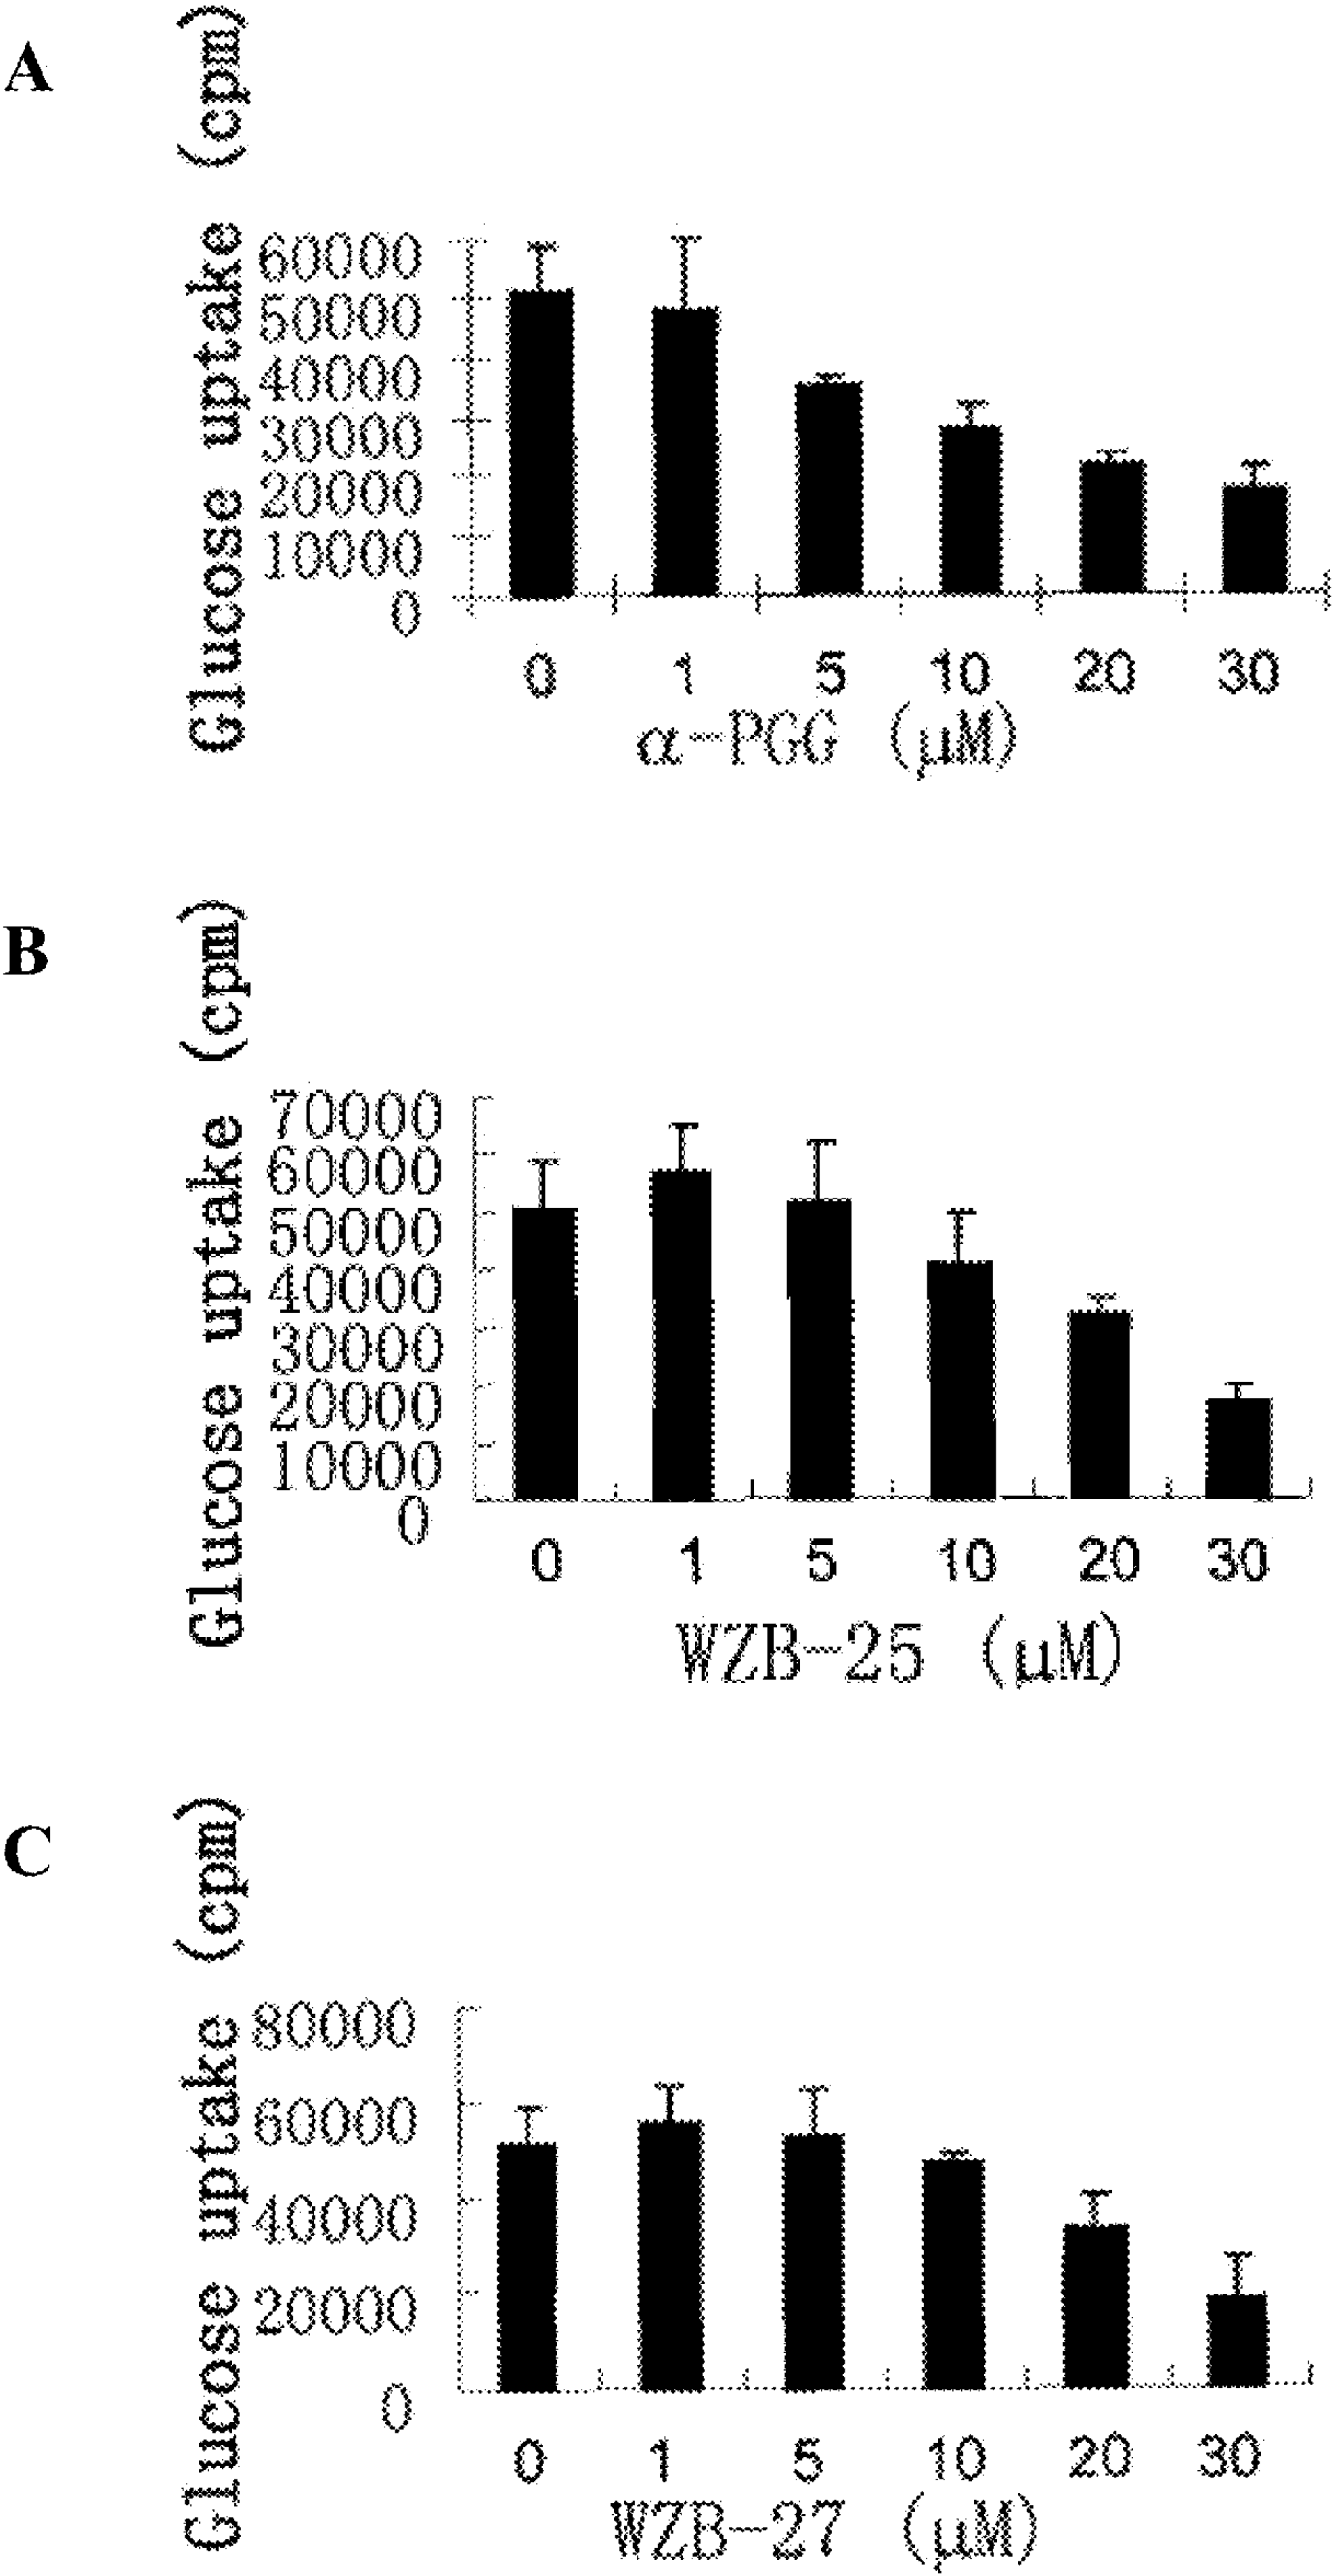 A
Glucose uptake (cpm)
60000
50000
40000
30000
20000
10000
0
0 1 5 10 20 30
α-PGG (μM)
B
Glucose uptake (cpm)
70000
60000
50000
40000
30000
20000
10000
0
0 1 5 10 20 30
WZB-25 (μM)
C
Glucose uptake (cpm)
80000
60000
40000
20000
0
0 1 5 10 20 30
WZB-27 (μM)